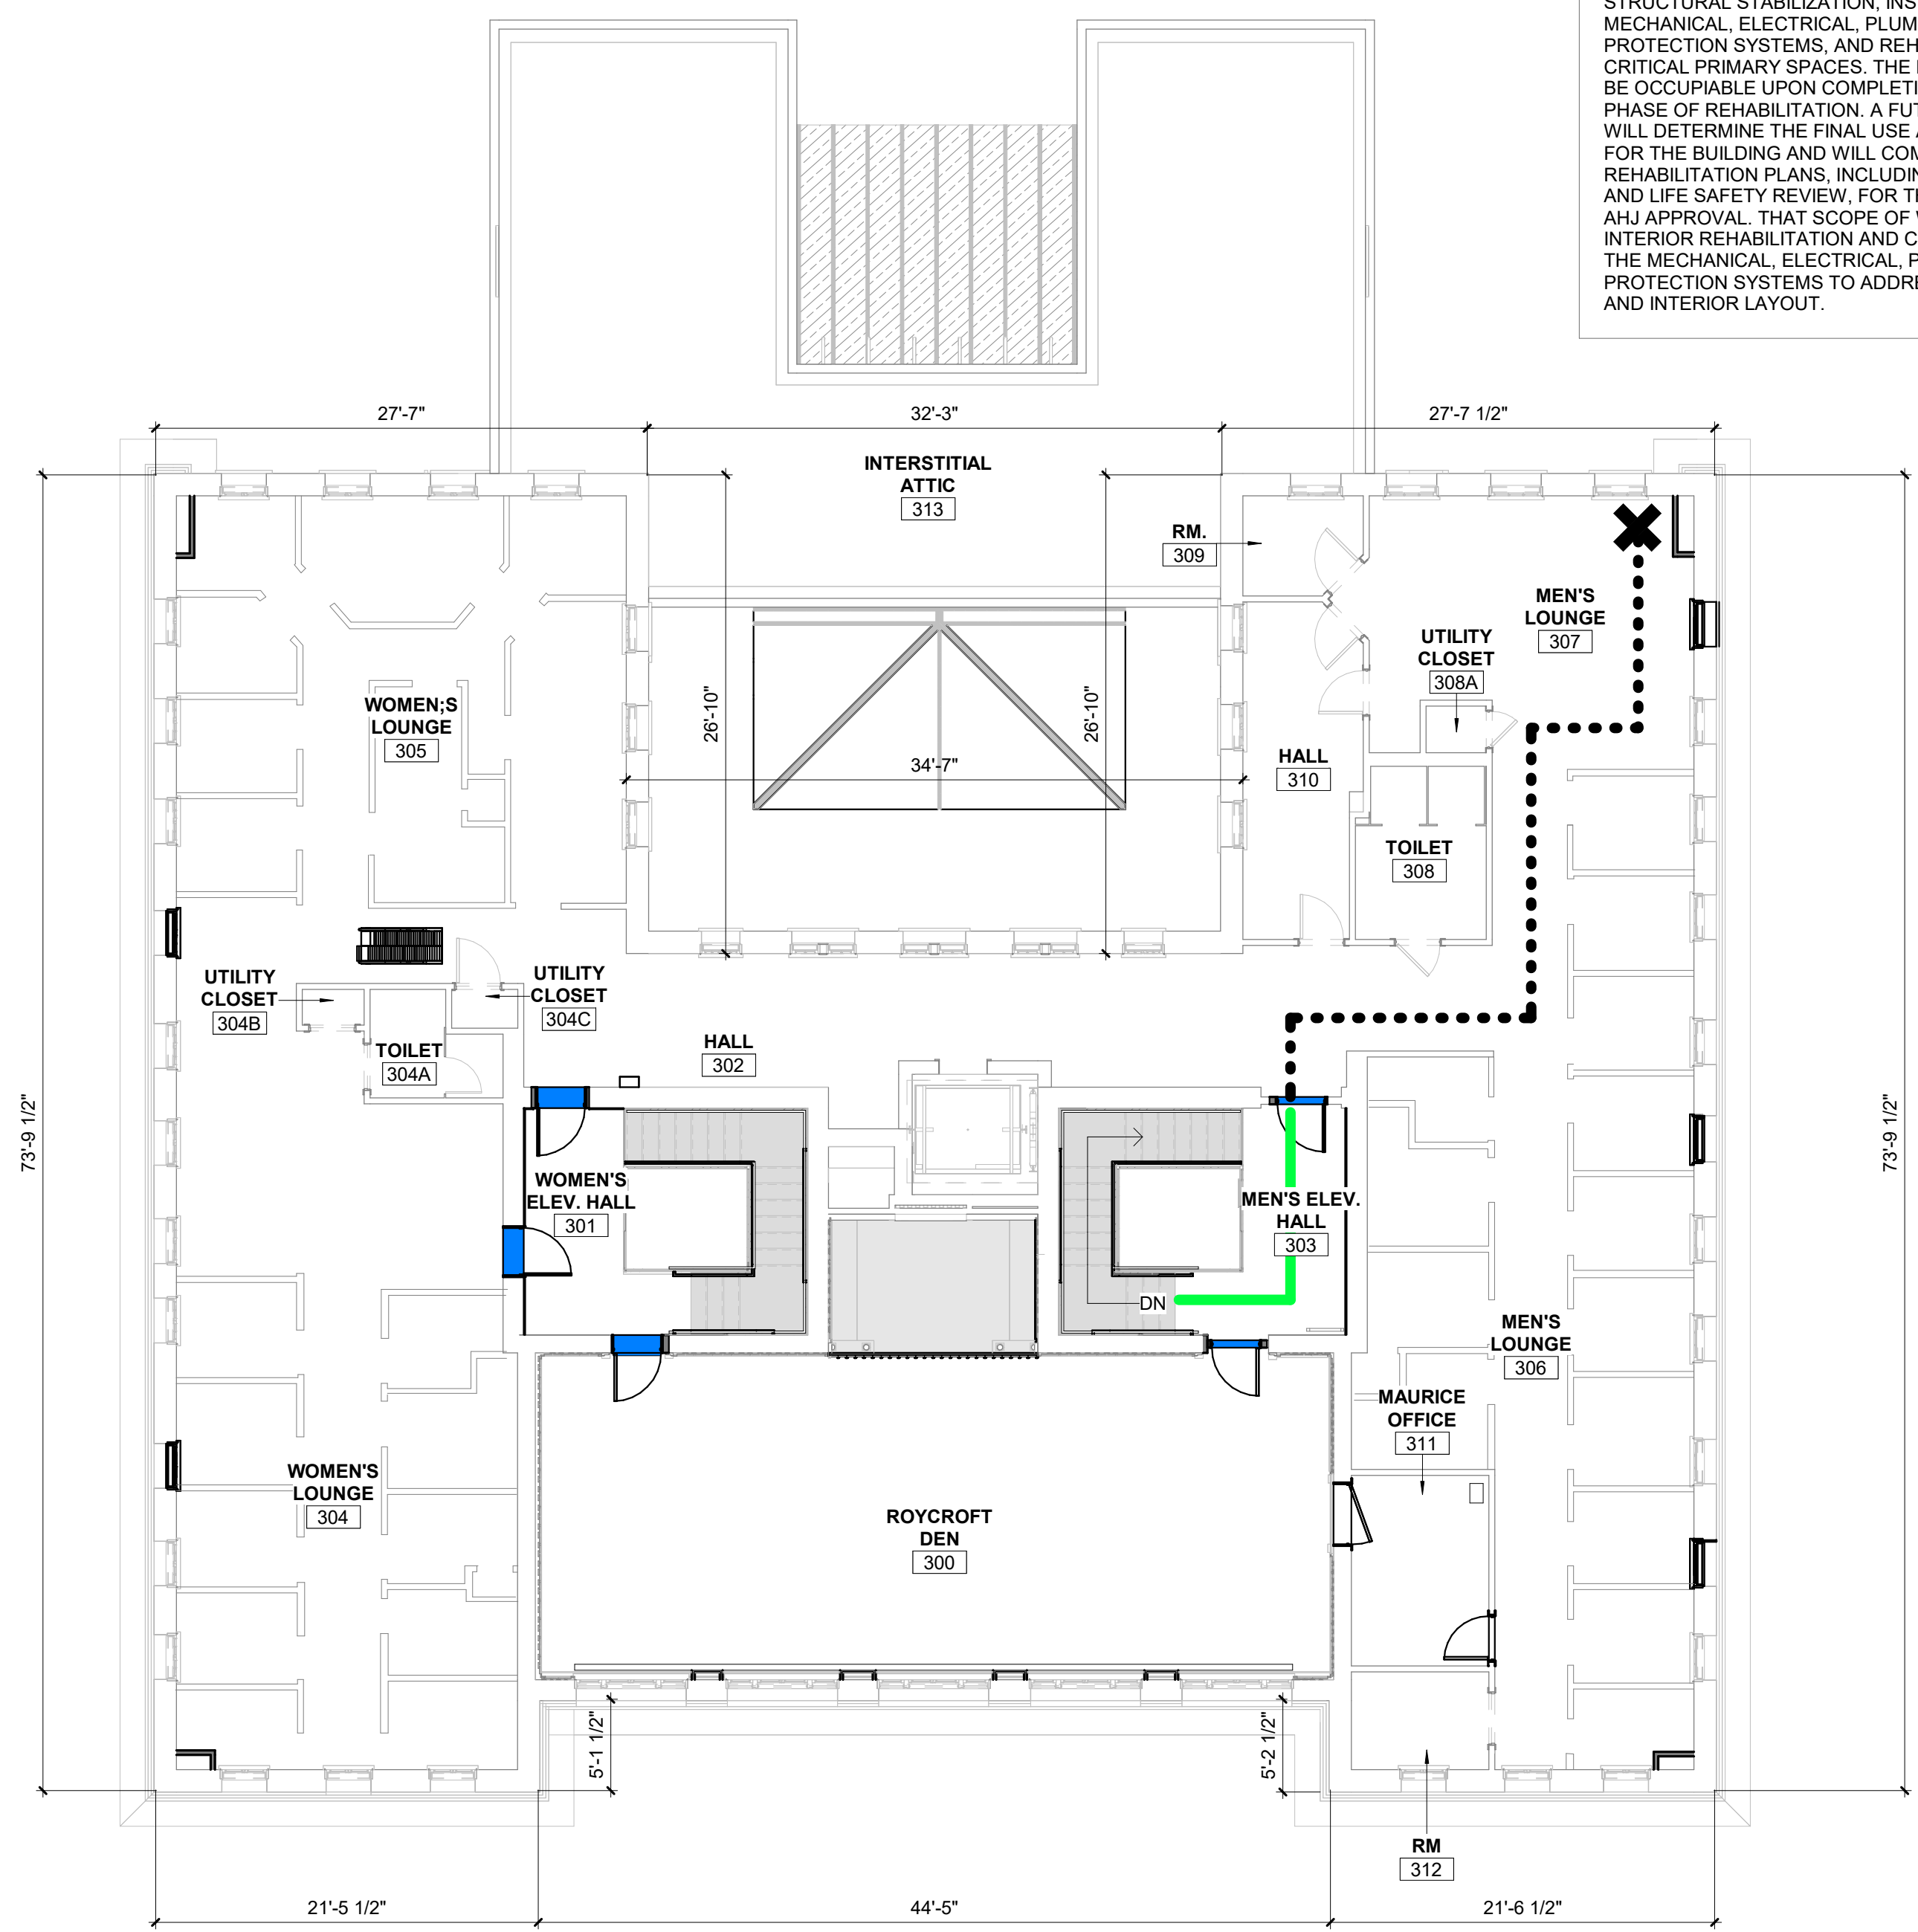 STRUCTURAL STABILIZATION, INS
MECHANICAL, ELECTRICAL, PLUM
PROTECTION SYSTEMS, AND REH
CRITICAL PRIMARY SPACES. THE
BE OCCUPIABLE UPON COMPLETI
PHASE OF REHABILITATION. A FUT
WILL DETERMINE THE FINAL USE
FOR THE BUILDING AND WILL COM
REHABILITATION PLANS, INCLUDIN
AND LIFE SAFETY REVIEW, FOR TH
AHJ APPROVAL. THAT SCOPE OF
INTERIOR REHABILITATION AND C
THE MECHANICAL, ELECTRICAL, P
PROTECTION SYSTEMS TO ADDRE
AND INTERIOR LAYOUT.
27'-7"
32'-3"
27'-7 1/2"
INTERSTITIAL
ATTIC
313
RM.
309
MEN'S
LOUNGE
307
UTILITY
CLOSET
308A
WOMEN;S
LOUNGE
305
26'-10"
26'-10"
34'-7"
HALL
310
TOILET
308
UTILITY
CLOSET
304B
UTILITY
CLOSET
304C
TOILET
304A
HALL
302
73'-9 1/2"
73'-9 1/2"
WOMEN'S
ELEV. HALL
301
MEN'S ELEV.
HALL
303
DN
MEN'S
LOUNGE
306
MAURICE
OFFICE
311
WOMEN'S
LOUNGE
304
ROYCROFT
DEN
300
5'-1 1/2"
5'-2 1/2"
RM
312
21'-5 1/2"
44'-5"
21'-6 1/2"